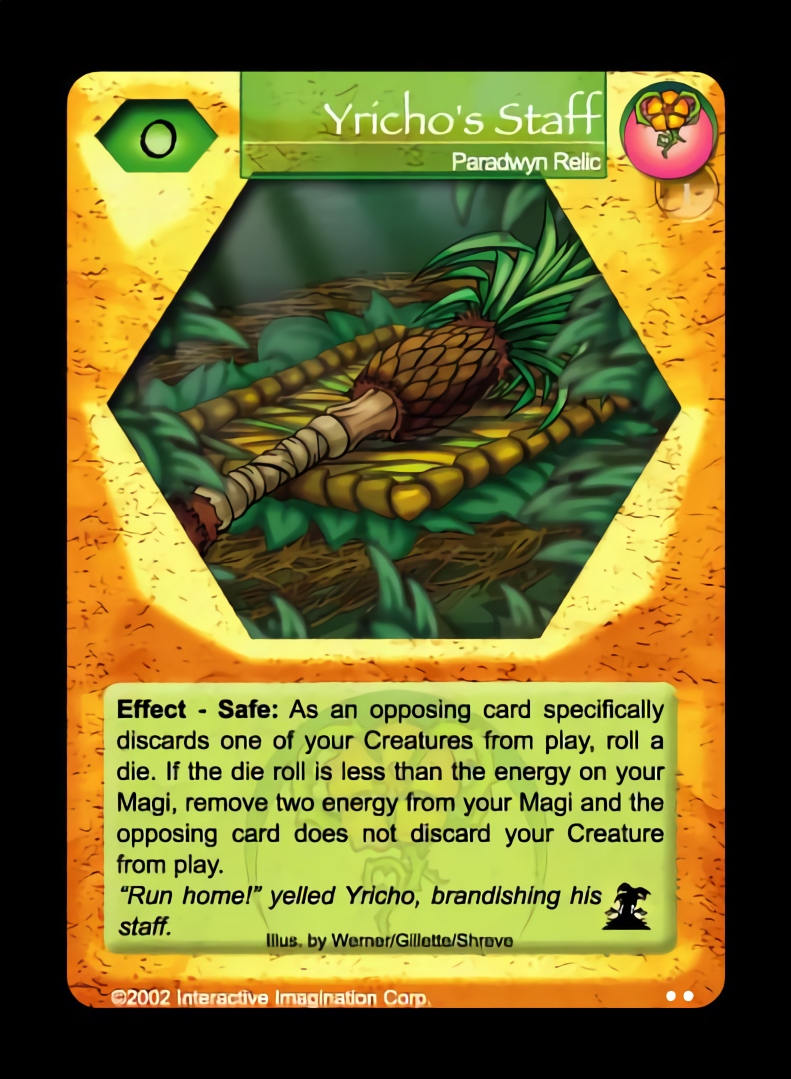 0
Yricho's Staff
Paradwyn Relic
Effect - Safe: As an opposing card specifically
discards one of your Creatures from play, roll a
die. If the die roll is less than the energy on your
Magi, remove two energy from your Magi and the
opposing card does not discard your Creature
from play.
“Run home!” yelled Yricho, brandishing his
staff.
Illus. by Werner/Gillette/Shrove
©2002 Interactive Imagination Corp.